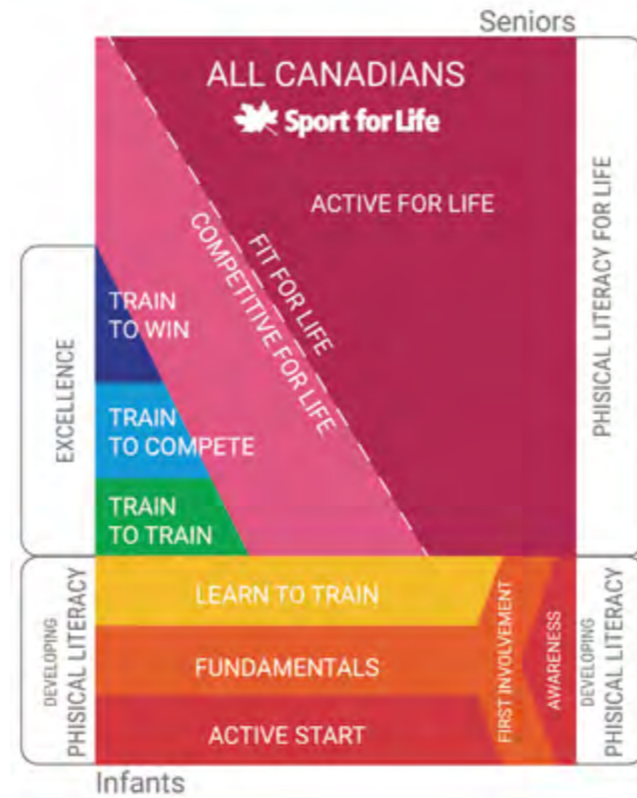 Seniors
ALL CANADIANS
Sport for Life
ACTIVE FOR LIFE
FIT FOR LIFE
COMPETITIVE FOR LIFE
PHISICAL LITERACY FOR LIFE
EXCELLENCE
TRAIN
TO WIN
TRAIN
TO COMPETE
TRAIN
TO TRAIN
DEVELOPING
PHISICAL LITERACY
LEARN TO TRAIN
FUNDAMENTALS
ACTIVE START
FIRST INVOLVEMENT
AWARENESS
DEVELOPING
PHISICAL LITERACY
Infants